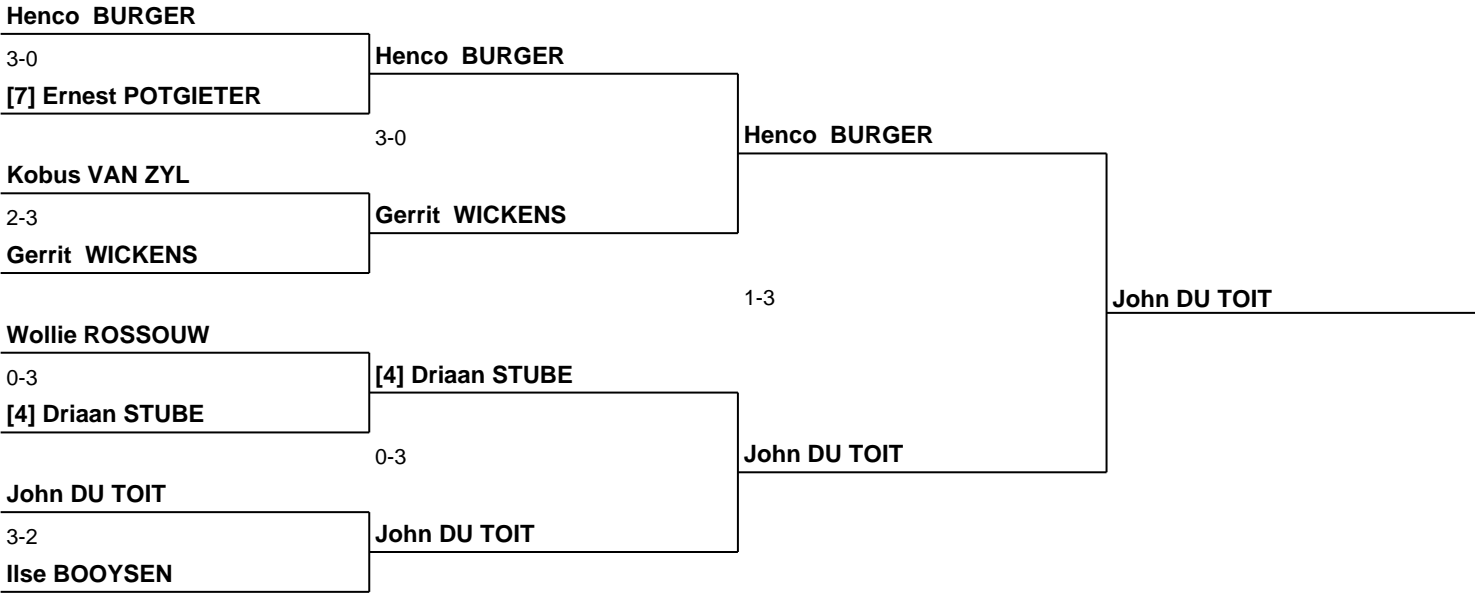 Henco BURGER
3-0
[7] Ernest POTGIETER
Henco BURGER
3-0
Kobus VAN ZYL
2-3
Gerrit WICKENS
Gerrit WICKENS
Henco BURGER
1-3
Wollie ROSSOUW
0-3
[4] Driaan STUBE
[4] Driaan STUBE
0-3
John DU TOIT
3-2
Ilse BOOYSEN
John DU TOIT
John DU TOIT
John DU TOIT